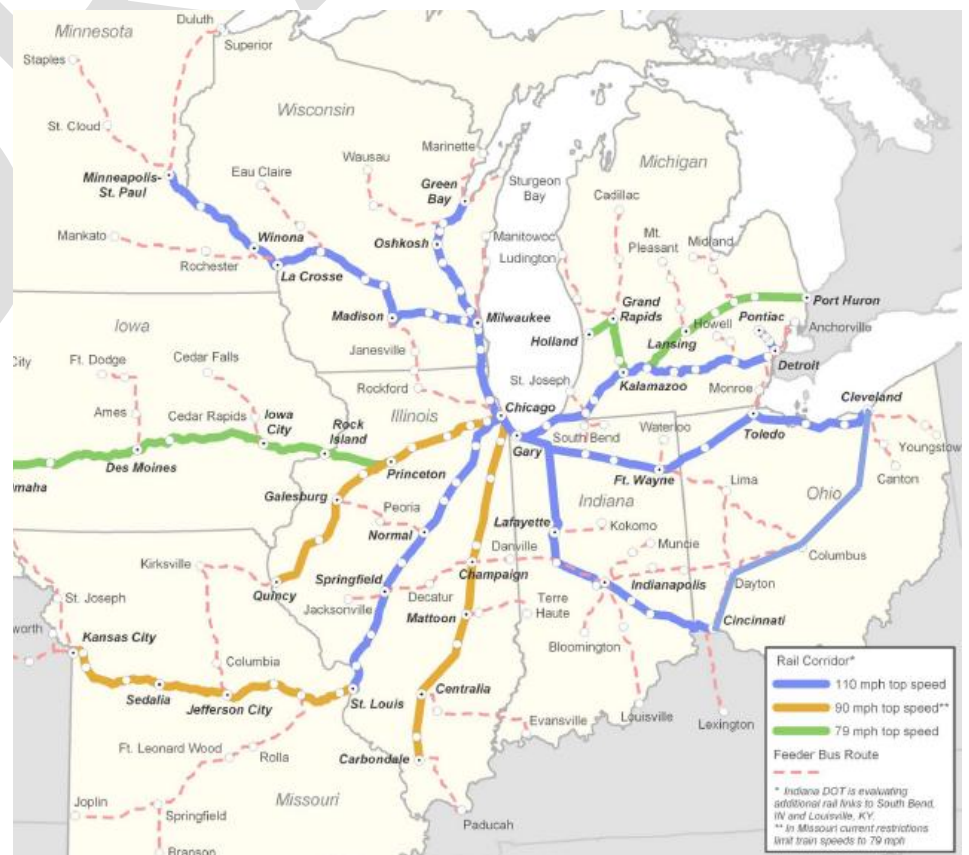 Duluth
Minnesota
Superior
Staples
Wisconsin
St. Cloud
Marinette
Wausau
Michigan
Minneapolis-
St. Paul
Eau Claire
Green
Bay
Sturgeon
Bay
Cadillac
Mankato
Winona
Oshkosh
Manitowoc
Mt.
Pleasant
Midland
Rochester
Ludington
La Crosse
Grand
Rapids
Port Huron
Madison
Milwaukee
Holland
Howell
Pontiac
Anchorville
Iowa
Lansing
Janesville
City
Ft. Dodge
Cedar Falls
Detroit
St. Joseph
Kalamazoo
Rockford
Monroe
Cleveland
Ames
Cedar Rapids
Iowa
City
Rock
Island
Illinois
Chicago
South Bend
Waterloo
Toledo
Gary
Youngstow
Des Moines
Princeton
Ft. Wayne
Canton
maha
Lima
Ohio
Galesburg
Indiana
Peoria
Lafayette
Kokomo
Normal
Danville
Muncie
Columbus
Kirksville
Springfield
Champaign
Indianapolis
Dayton
Quincy
St. Joseph
Jacksonville
Decatur
Terre
Haute
Mattoon
Cincinnati
worth
Kansas City
Bloomington
Columbia
Rail Corridor*
110 mph top speed
Centralia
Sedalia
Jefferson City
St. Louis
90 mph top speed**
Evansville
Louisville
Lexington
79 mph top speed
Ft. Leonard Wood
Rolla
Carbondale
Feeder Bus Route
* Indiana DOT is evaluating
additional rail links to South Bend,
IN and Louisville, KY.
** In Missouri current restrictions
limit train speeds to 79 mph
Joplin
Springfield
Missouri
Paducah
Branson